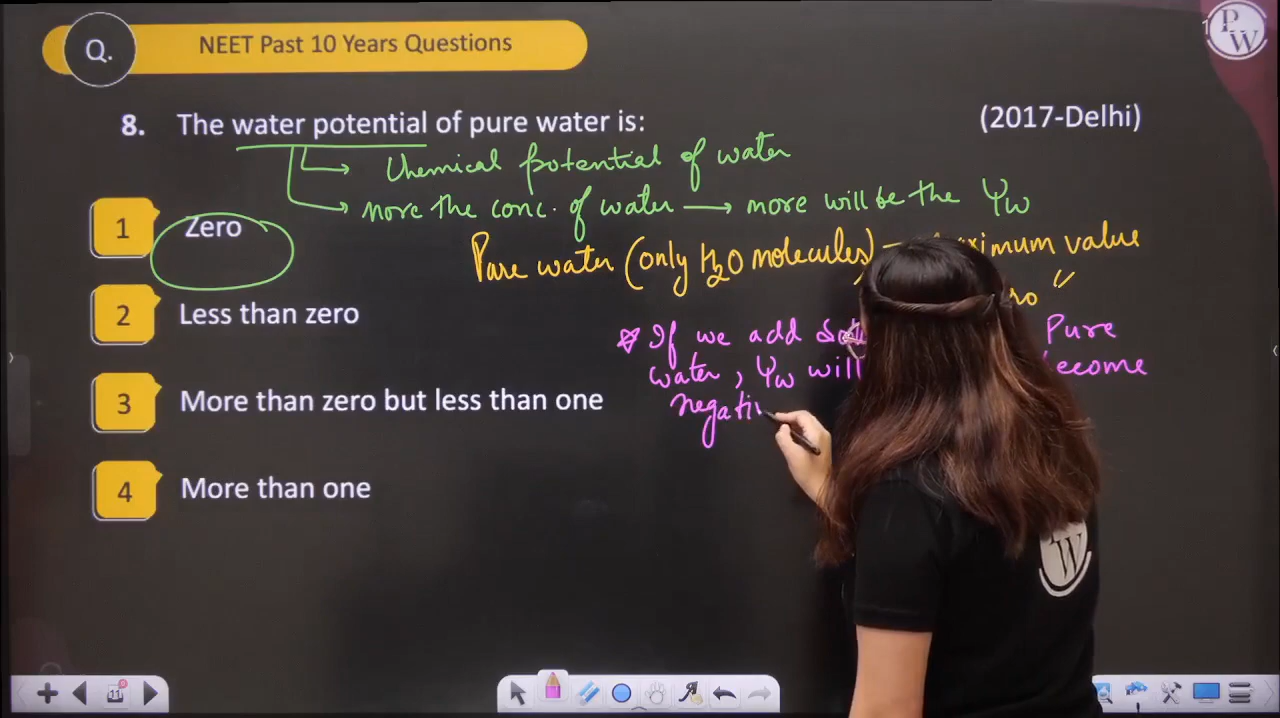 Q.
NEET Past 10 Years Questions
PW
8. The water potential of pure water is: (2017-Delhi)
→ Chemical potential of water
→ more the conc. of water → more will be the Ψw
1 Zero
Pure water (only H₂O molecules) → maximum value
2 Less than zero
☆ If we add Pure
water, Ψw will
3 More than zero but less than one
4 More than one
W
11